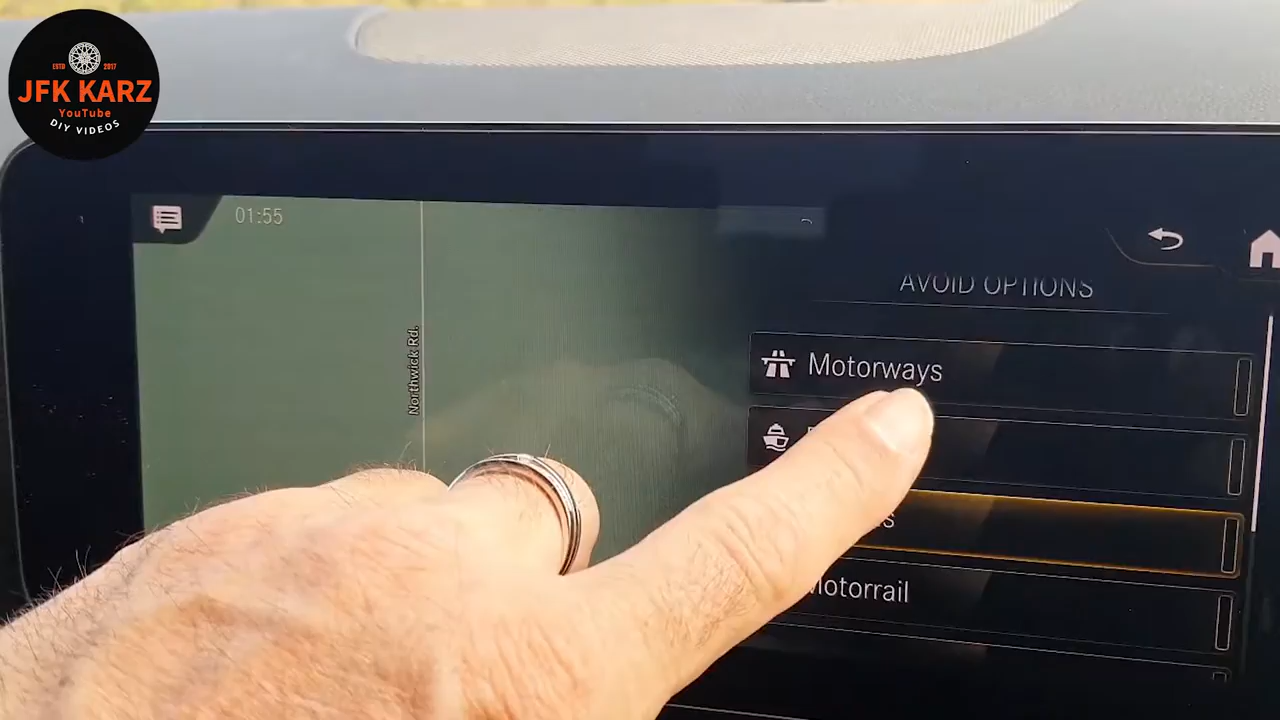 ESTD 2017
JFK KARZ
YouTube
DIY VIDEOS
01:55
Northwick Rd.
AVOID OPTIONS
Motorways
Motorrail